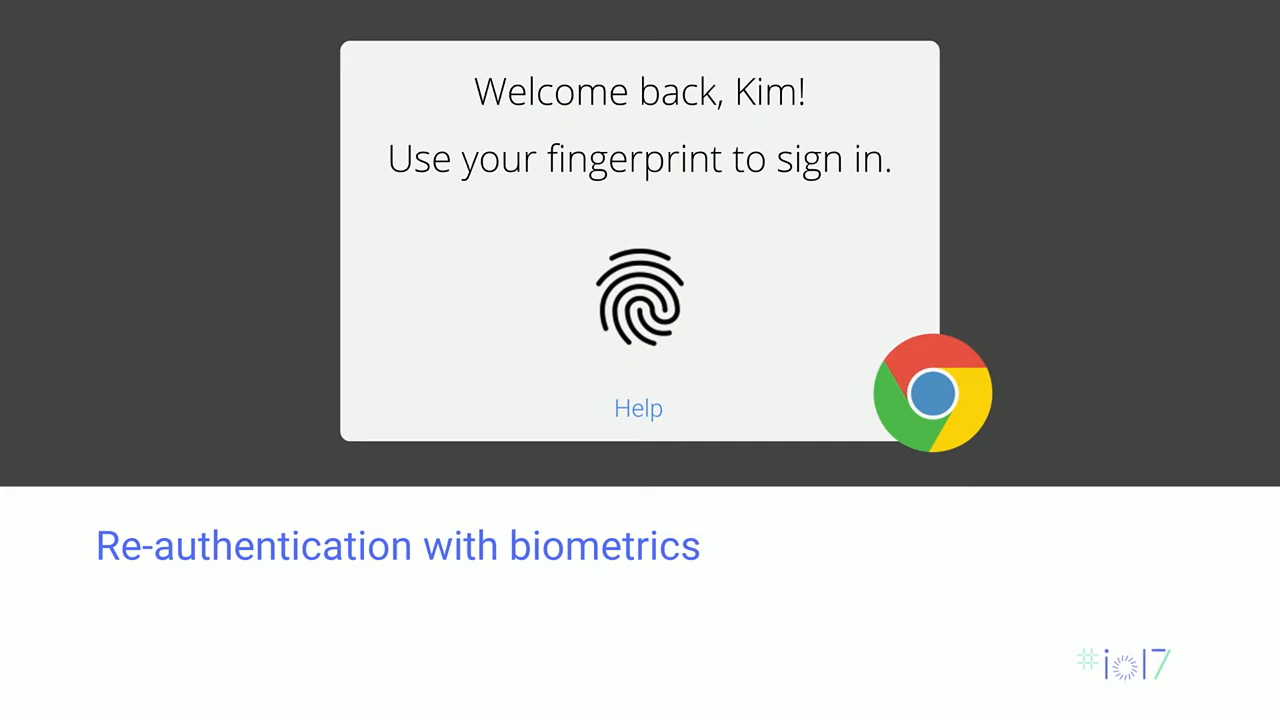 Welcome back, Kim!
Use your fingerprint to sign in.
Help
Re-authentication with biometrics
#io17